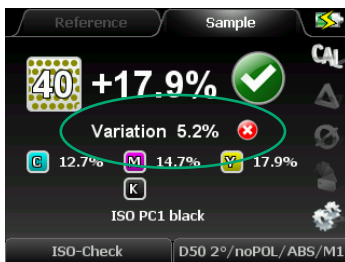 Reference Sample
CAL
40 +17.9%
Variation 5.2%
C 12.7% M 14.7% Y 17.9%
K
ISO PC1 black
ISO-Check D50 2°/noPOL/ABS/M1